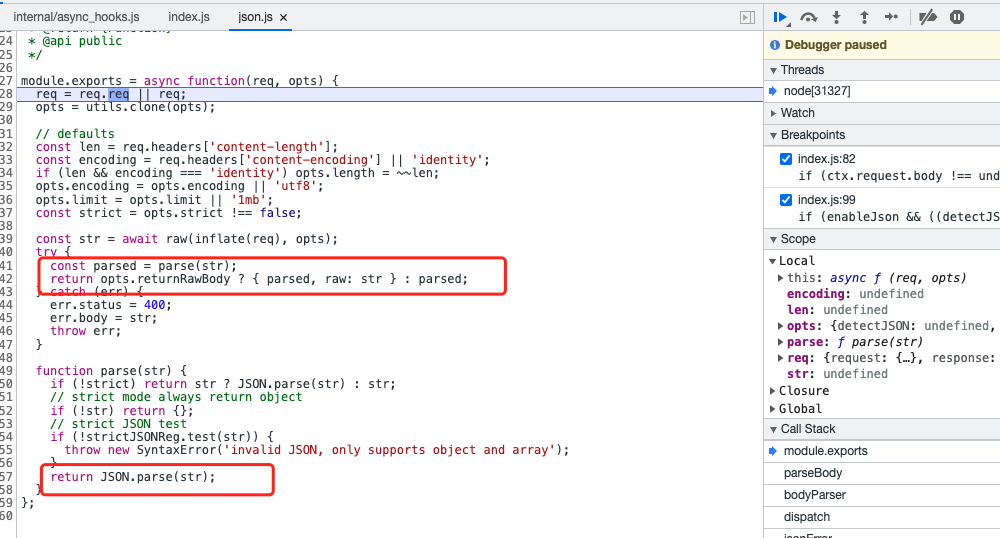 internal/async_hooks.js index.js json.js ×
24 * @api public
25 */
26
27 module.exports = async function(req, opts) {
28 req = req.req || req;
29 opts = utils.clone(opts);
30
31 // defaults
32 const len = req.headers['content-length'];
33 const encoding = req.headers['content-encoding'] || 'identity';
34 if (len && encoding === 'identity') opts.length = ~~len;
35 opts.encoding = opts.encoding || 'utf8';
36 opts.limit = opts.limit || '1mb';
37 const strict = opts.strict !== false;
38
39 const str = await raw(inflate(req), opts);
40 try {
41 const parsed = parse(str);
42 return opts.returnRawBody ? { parsed, raw: str } : parsed;
43 } catch (err) {
44 err.status = 400;
45 err.body = str;
46 throw err;
47 }
48
49 function parse(str) {
50 if (!strict) return str ? JSON.parse(str) : str;
51 // strict mode always return object
52 if (!str) return {};
53 // strict JSON test
54 if (!strictJSONReg.test(str)) {
55 throw new SyntaxError('invalid JSON, only supports object and array');
56 }
57 return JSON.parse(str);
58 }
59 };
60
Debugger paused
Threads
node[31327]
Watch
Breakpoints
index.js:82
if (ctx.request.body !== und
index.js:99
if (enableJson && ((detectJS
Scope
Local
this: async ƒ (req, opts)
encoding: undefined
len: undefined
opts: {detectJSON: undefined,
parse: ƒ parse(str)
req: {request: {…}, response:
str: undefined
Closure
Global
Call Stack
module.exports
parseBody
bodyParser
dispatch